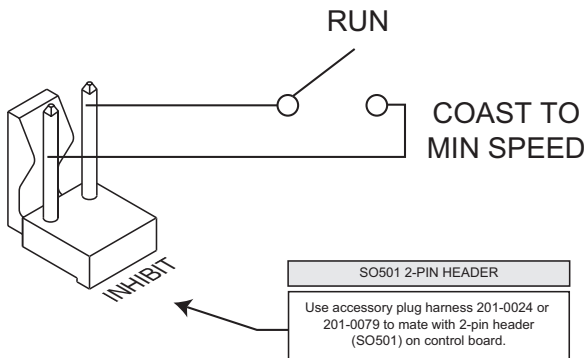 RUN
COAST TO
MIN SPEED
INHIBIT
SO501 2-PIN HEADER
Use accessory plug harness 201-0024 or
201-0079 to mate with 2-pin header
(SO501) on control board.